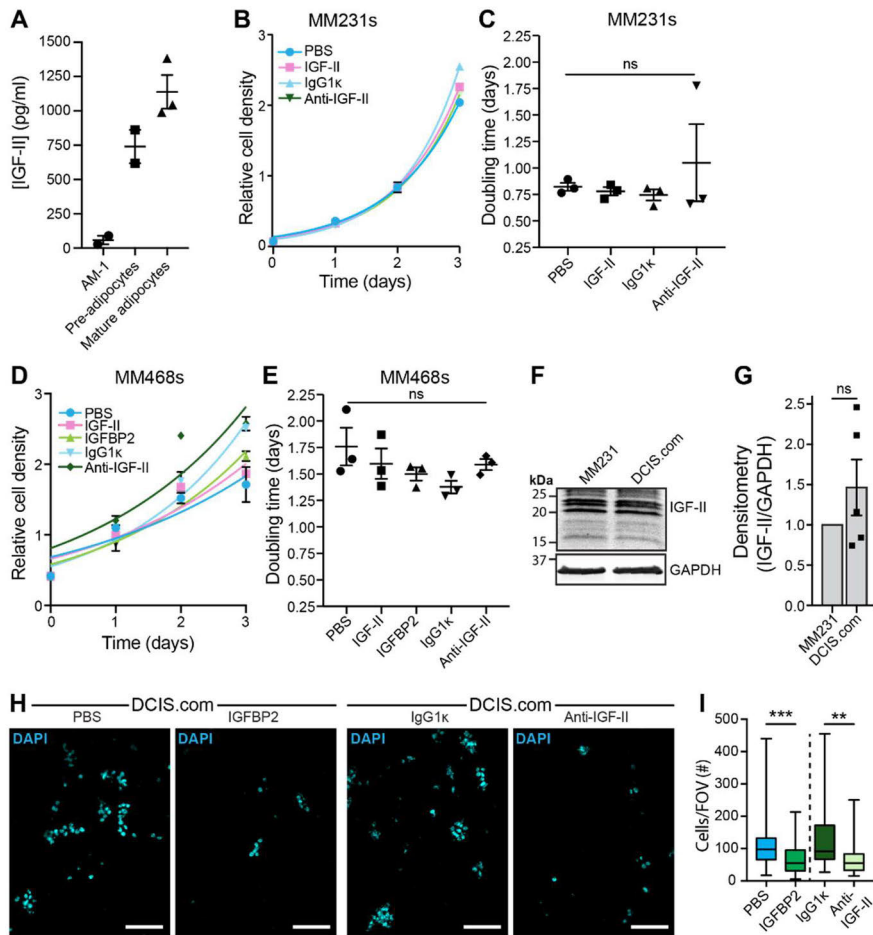 A
[IGF-II] (pg/ml)
1500
1250
1000
750
500
250
0
AM-1
Pre-adipocytes
Mature adipocytes
B
MM231s
Relative cell density
3
2
1
0
PBS
IGF-II
IgG1κ
Anti-IGF-II
0
1
2
3
Time (days)
C
MM231s
Doubling time (days)
2.25
2.00
1.75
1.50
1.25
1.00
0.75
0.50
0.25
ns
PBS
IGF-II
IgG1κ
Anti-IGF-II
D
MM468s
Relative cell density
3
2
1
0
PBS
IGF-II
IGFBP2
IgG1κ
Anti-IGF-II
0
1
2
3
Time (days)
E
MM468s
Doubling time (days)
2.25
2.00
1.75
1.50
1.25
1.00
0.75
0.50
0.25
ns
PBS
IGF-II
IGFBP2
IgG1κ
Anti-IGF-II
F
MM231
DCIS.com
kDa
25
20
15
37
IGF-II
GAPDH
G
Densitometry
(IGF-II/GAPDH)
2.5
2.0
1.5
1.0
0.5
0.0
ns
MM231
DCIS.com
H
DCIS.com
PBS
IGFBP2
DCIS.com
IgG1κ
Anti-IGF-II
DAPI
DAPI
DAPI
DAPI
I
Cells/FOV (#)
500
400
300
200
100
0
***
**
PBS
IGFBP2
IgG1κ
Anti-
IGF-II